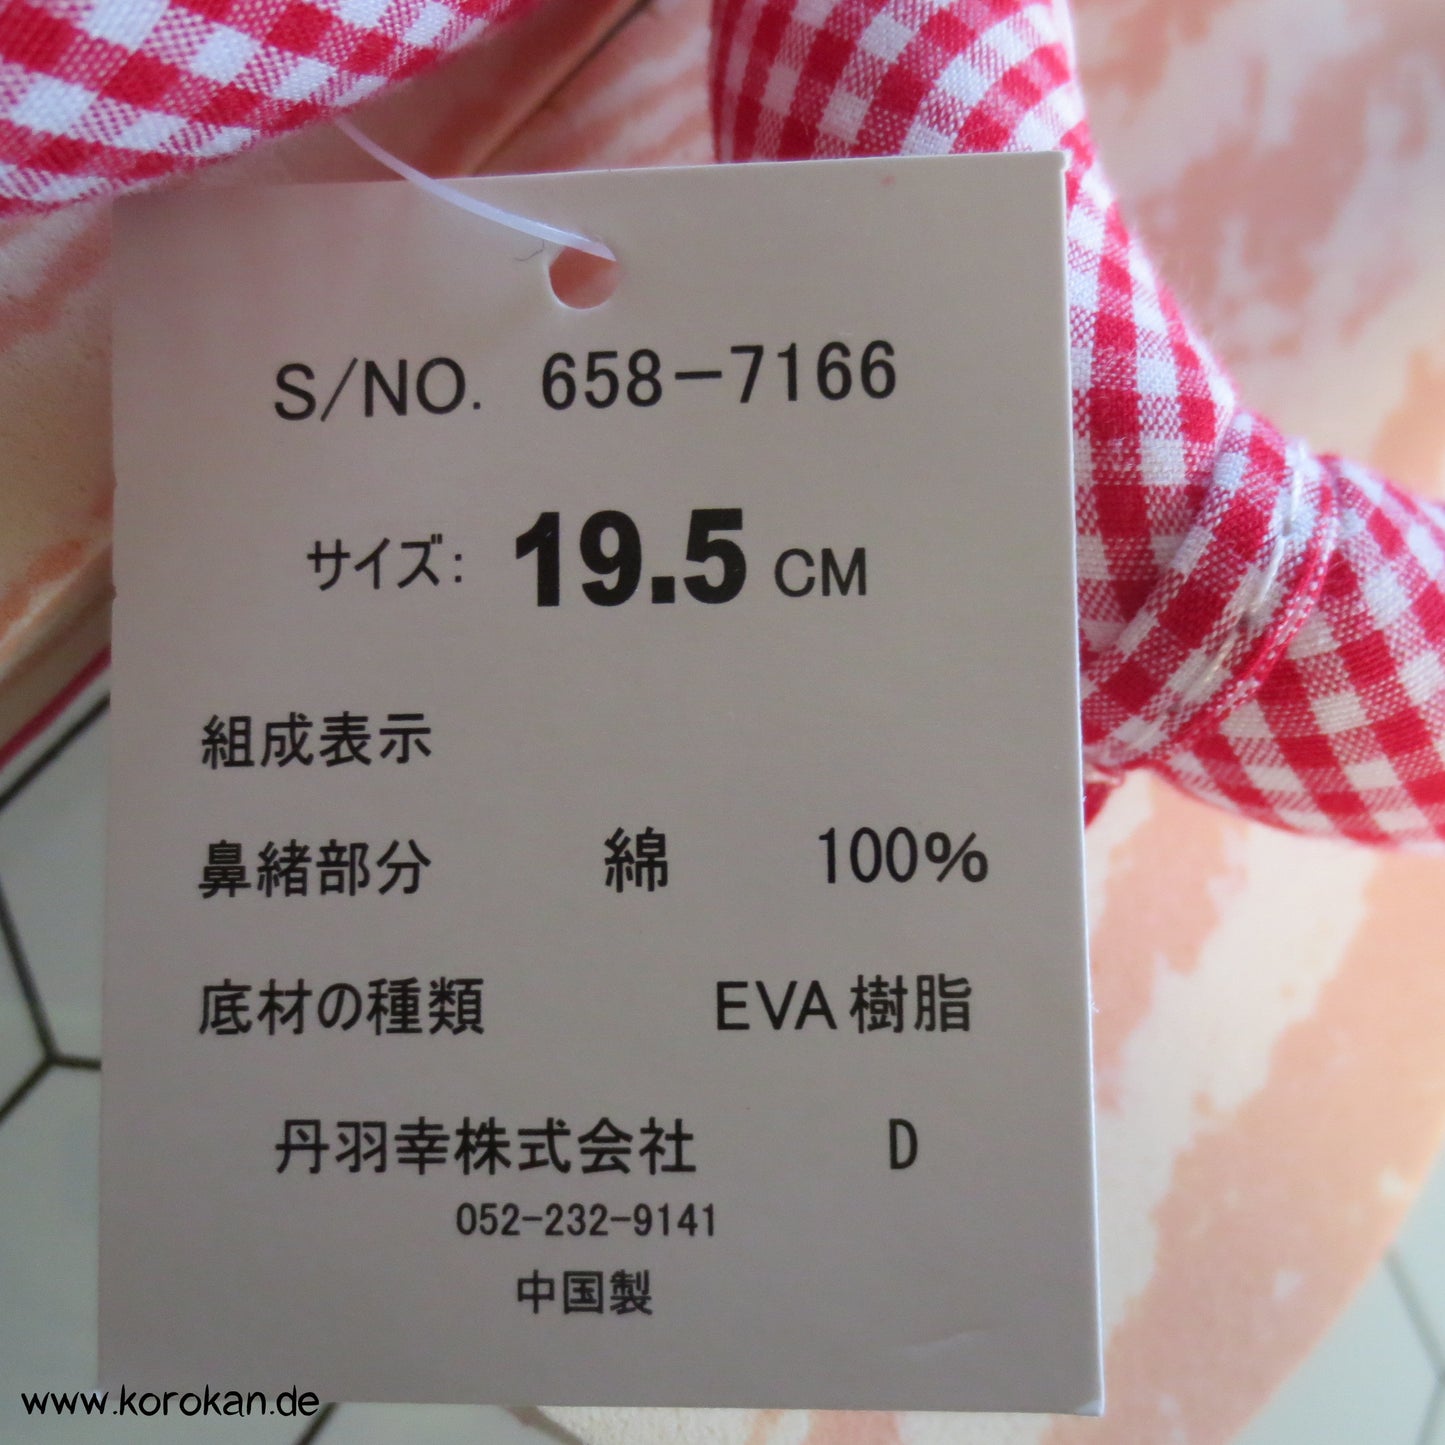 S/NO. 658-7166
サイズ: 19.5 CM
組成表示
鼻緒部分 綿 100%
底材の種類 EVA樹脂
丹羽幸株式会社 D
052-232-9141
中国製
www.korokan.de